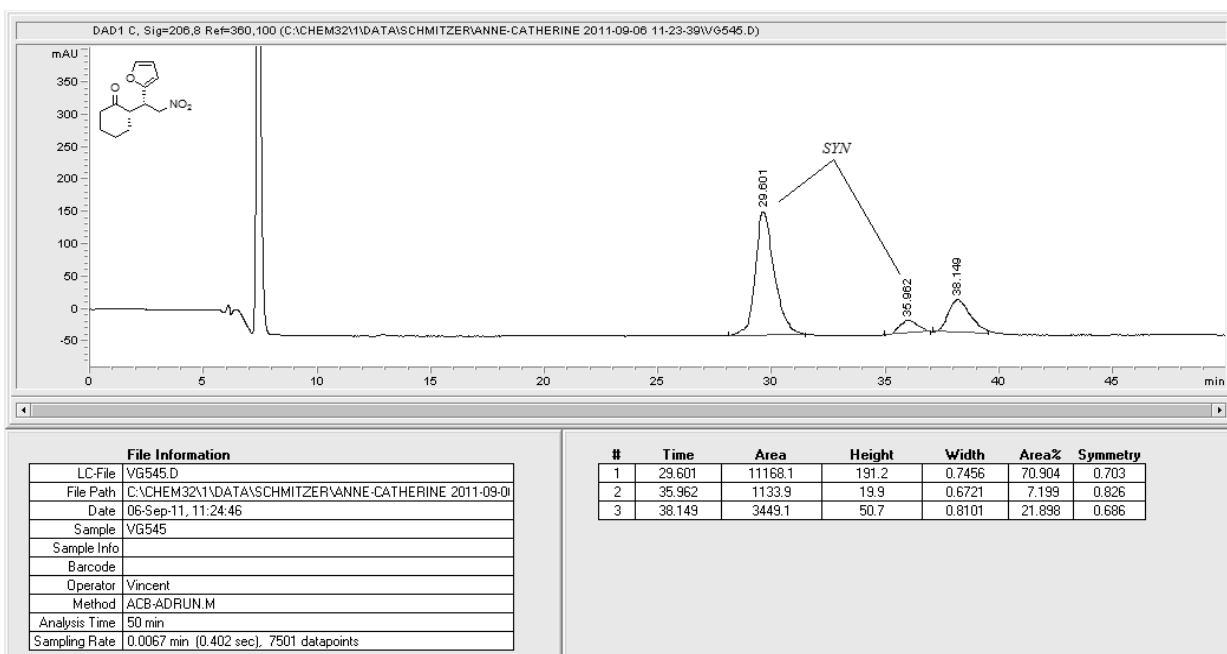 DAD1 C, Sig=206,8 Ref=360,100 (C:\CHEM32\1\DATA\SCHMITZER\ANNE-CATHERINE 2011-09-06 11-23-39\VG545.D)
mAU
350
300
250
200
150
100
50
0
-50
O
O
NO2
SYN
29.601
35.962
38.149
0 5 10 15 20 25 30 35 40 45 min
File Information
LC-File VG545.D
File Path C:\CHEM32\1\DATA\SCHMITZER\ANNE-CATHERINE 2011-09-0
Date 06-Sep-11, 11:24:46
Sample VG545
Sample Info
Barcode
Operator Vincent
Method ACB-ADRUN.M
Analysis Time 50 min
Sampling Rate 0.0067 min (0.402 sec), 7501 datapoints
# Time Area Height Width Area% Symmetry
1 29.601 11168.1 191.2 0.7456 70.904 0.703
2 35.962 1133.9 19.9 0.6721 7.199 0.826
3 38.149 3449.1 50.7 0.8101 21.898 0.686